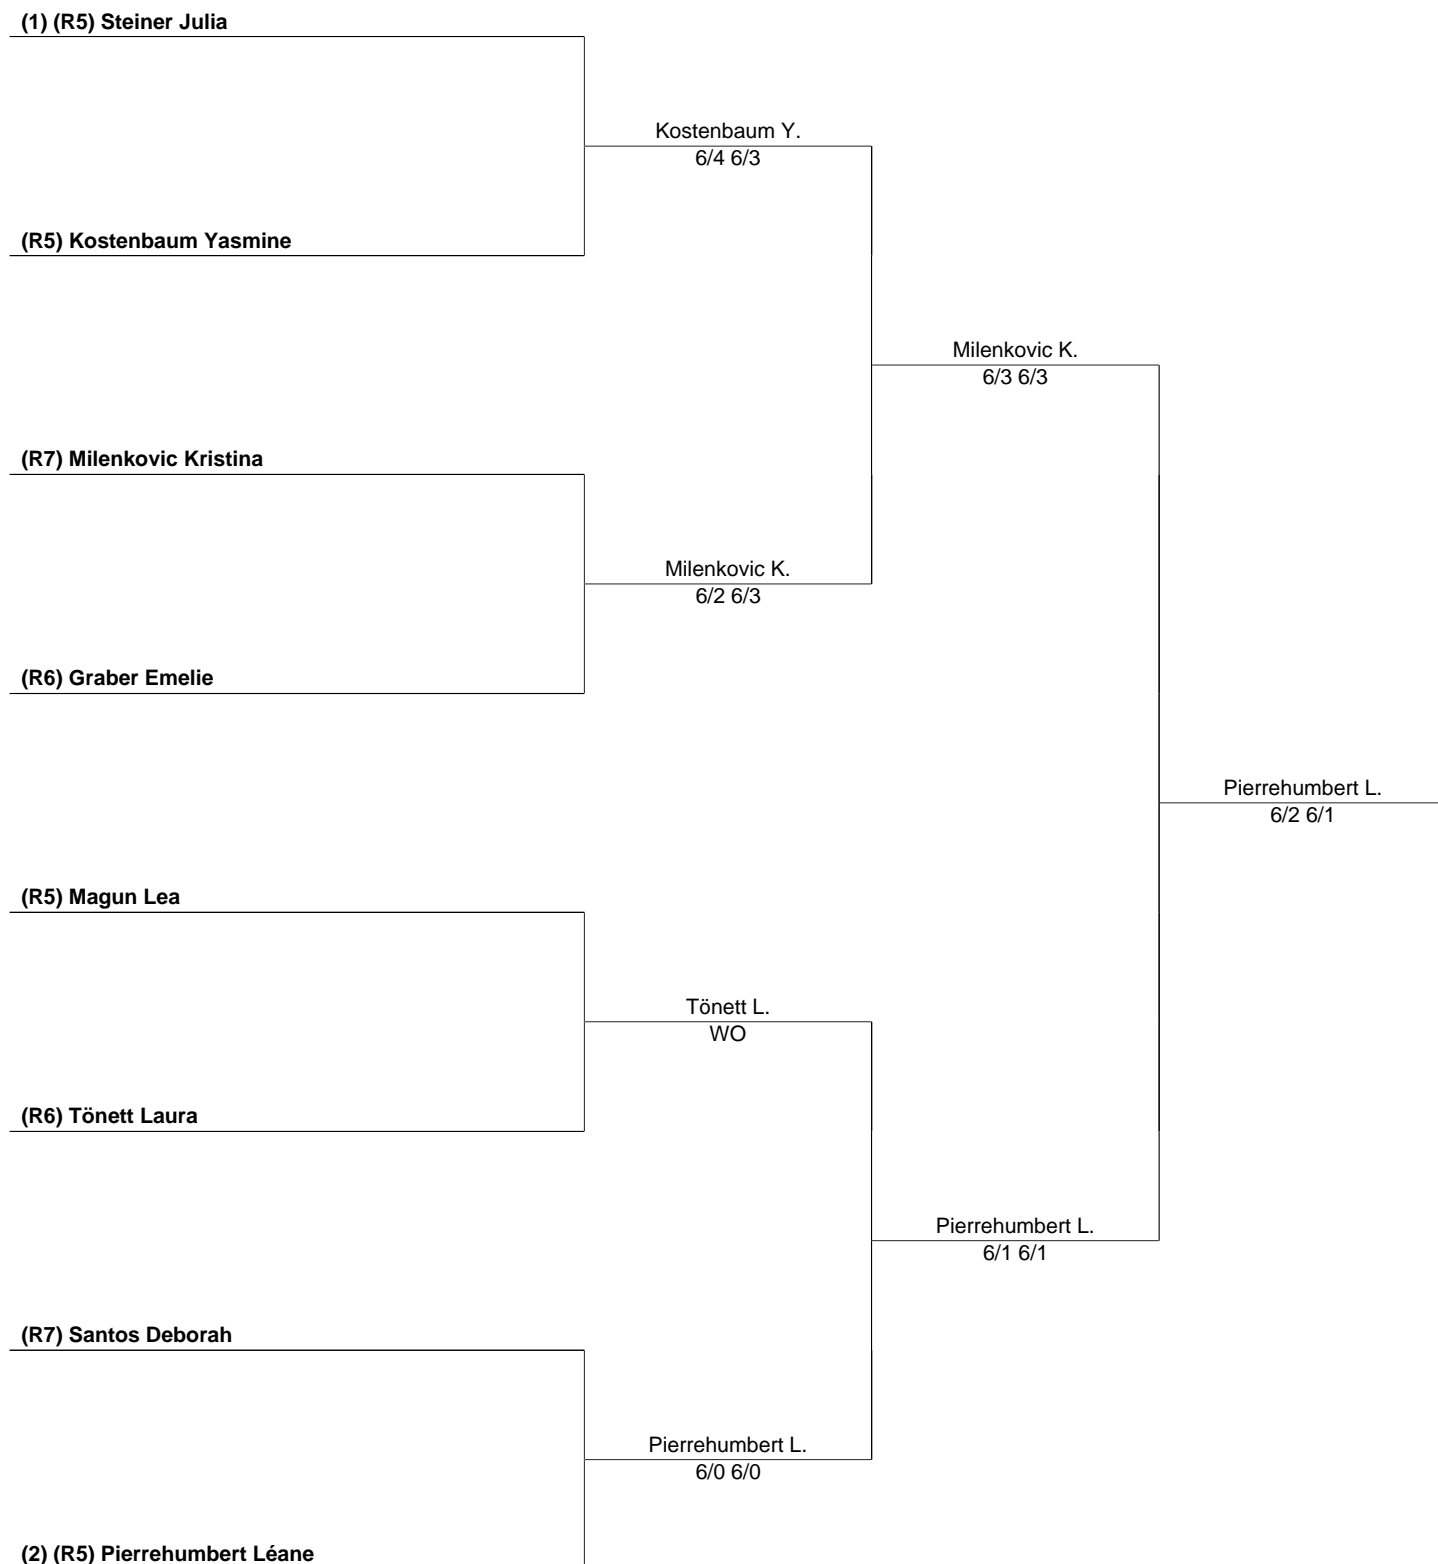 (1) (R5) Steiner Julia
Kostenbaum Y.
6/4 6/3
(R5) Kostenbaum Yasmine
Milenkovic K.
6/3 6/3
(R7) Milenkovic Kristina
Milenkovic K.
6/2 6/3
(R6) Graber Emelie
Pierrehumbert L.
6/2 6/1
(R5) Magun Lea
Tönett L.
WO
(R6) Tönett Laura
Pierrehumbert L.
6/1 6/1
(R7) Santos Deborah
Pierrehumbert L.
6/0 6/0
(2) (R5) Pierrehumbert Léane